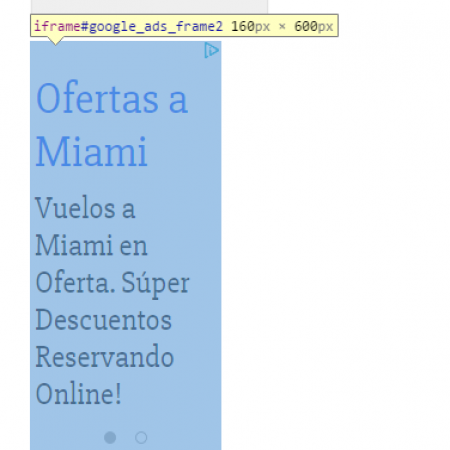 iframe#google_ads_frame2 160px × 600px
Ofertas a
Miami
Vuelos a
Miami en
Oferta. Súper
Descuentos
Reservando
Online!